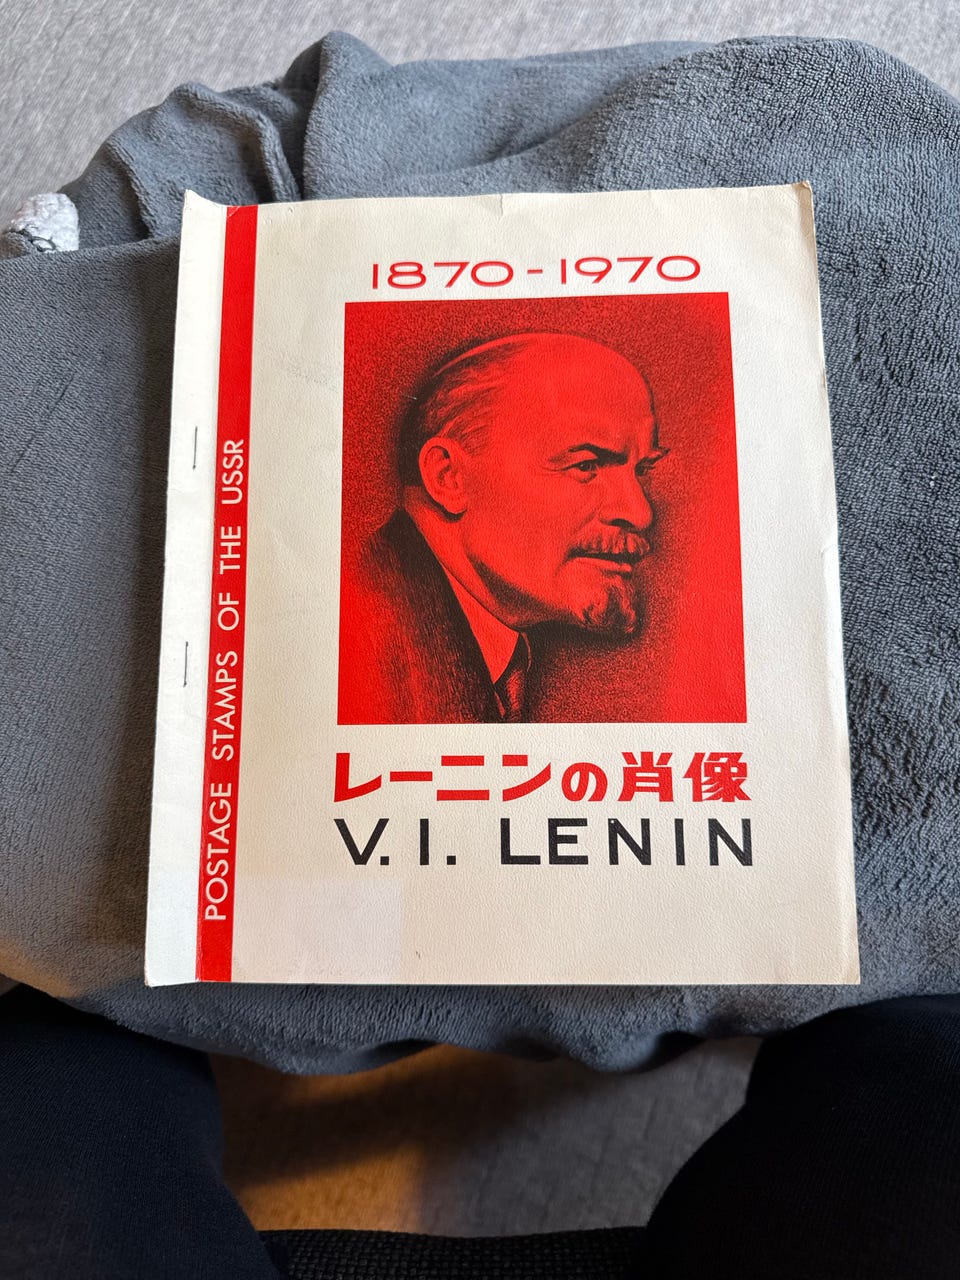 1870-1970
レーニンの肖像
V. I. LENIN
POSTAGE STAMPS OF THE USSR